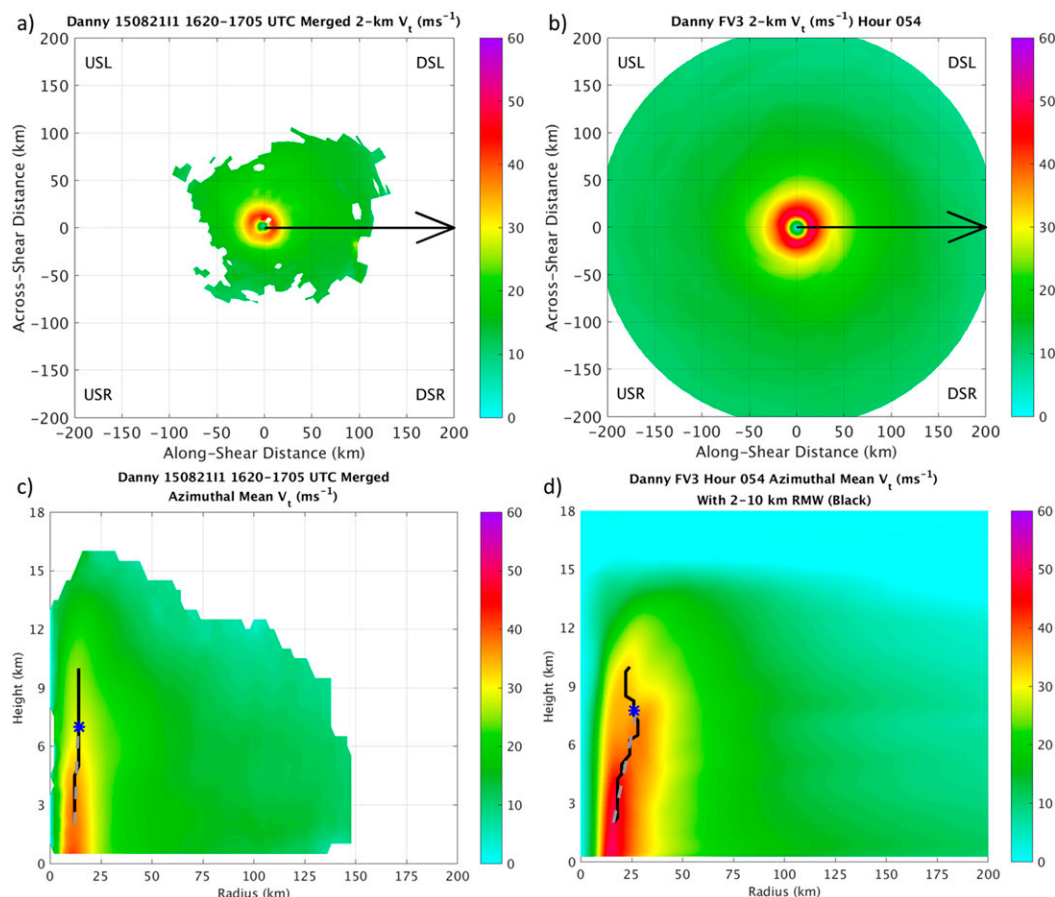 a) Danny 150821I1 1620-1705 UTC Merged 2-km Vt (ms−1)
200
150
100
50
0
-50
-100
-150
-200
Across-Shear Distance (km)
USL
DSL
USR
DSR
-200 -150 -100 -50 0 50 100 150 200
Along-Shear Distance (km)
60
50
40
30
20
10
0
b) Danny FV3 2-km Vt (ms−1) Hour 054
200
150
100
50
0
-50
-100
-150
-200
Across-Shear Distance (km)
USL
DSL
USR
DSR
-200 -150 -100 -50 0 50 100 150 200
Along-Shear Distance (km)
60
50
40
30
20
10
0
c) Danny 150821I1 1620-1705 UTC Merged
Azimuthal Mean Vt (ms−1)
18
15
12
9
6
3
0
Height (km)
0 25 50 75 100 125 150 175 200
Radius (km)
60
50
40
30
20
10
0
d) Danny FV3 Hour 054 Azimuthal Mean Vt (ms−1)
With 2-10 km RMW (Black)
18
15
12
9
6
3
0
Height (km)
0 25 50 75 100 125 150 175 200
Radius (km)
60
50
40
30
20
10
0